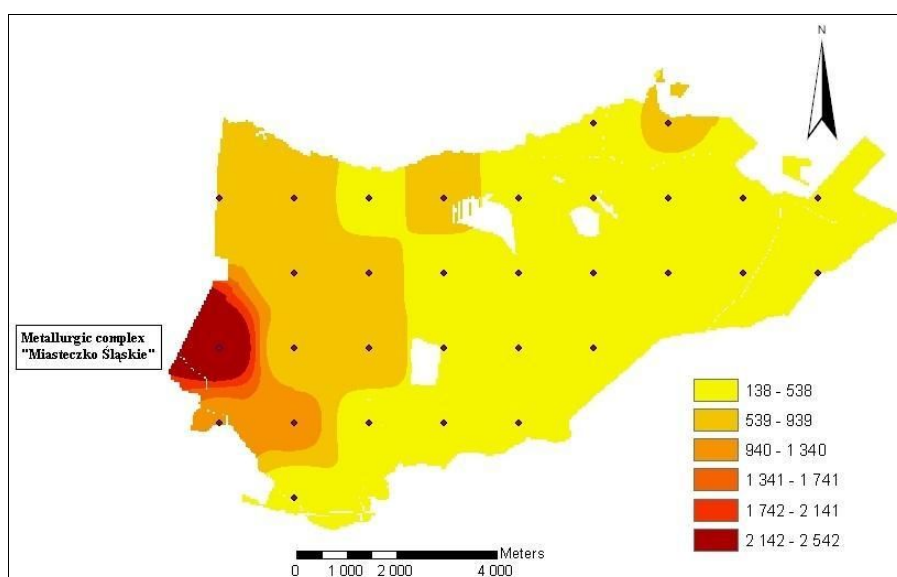 N
Metallurgic complex
"Miasteczko Śląskie"
138 - 538
539 - 939
940 - 1 340
1 341 - 1 741
1 742 - 2 141
2 142 - 2 542
Meters
0 1 000 2 000 4 000